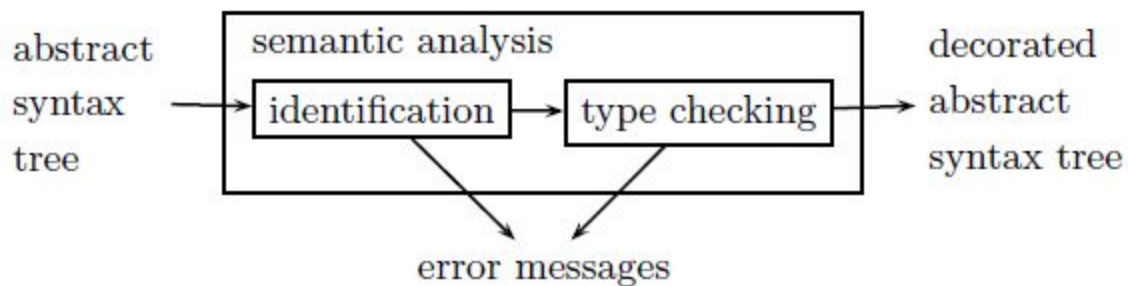 abstract
syntax
tree
semantic analysis
identification
type checking
decorated
abstract
syntax tree
error messages